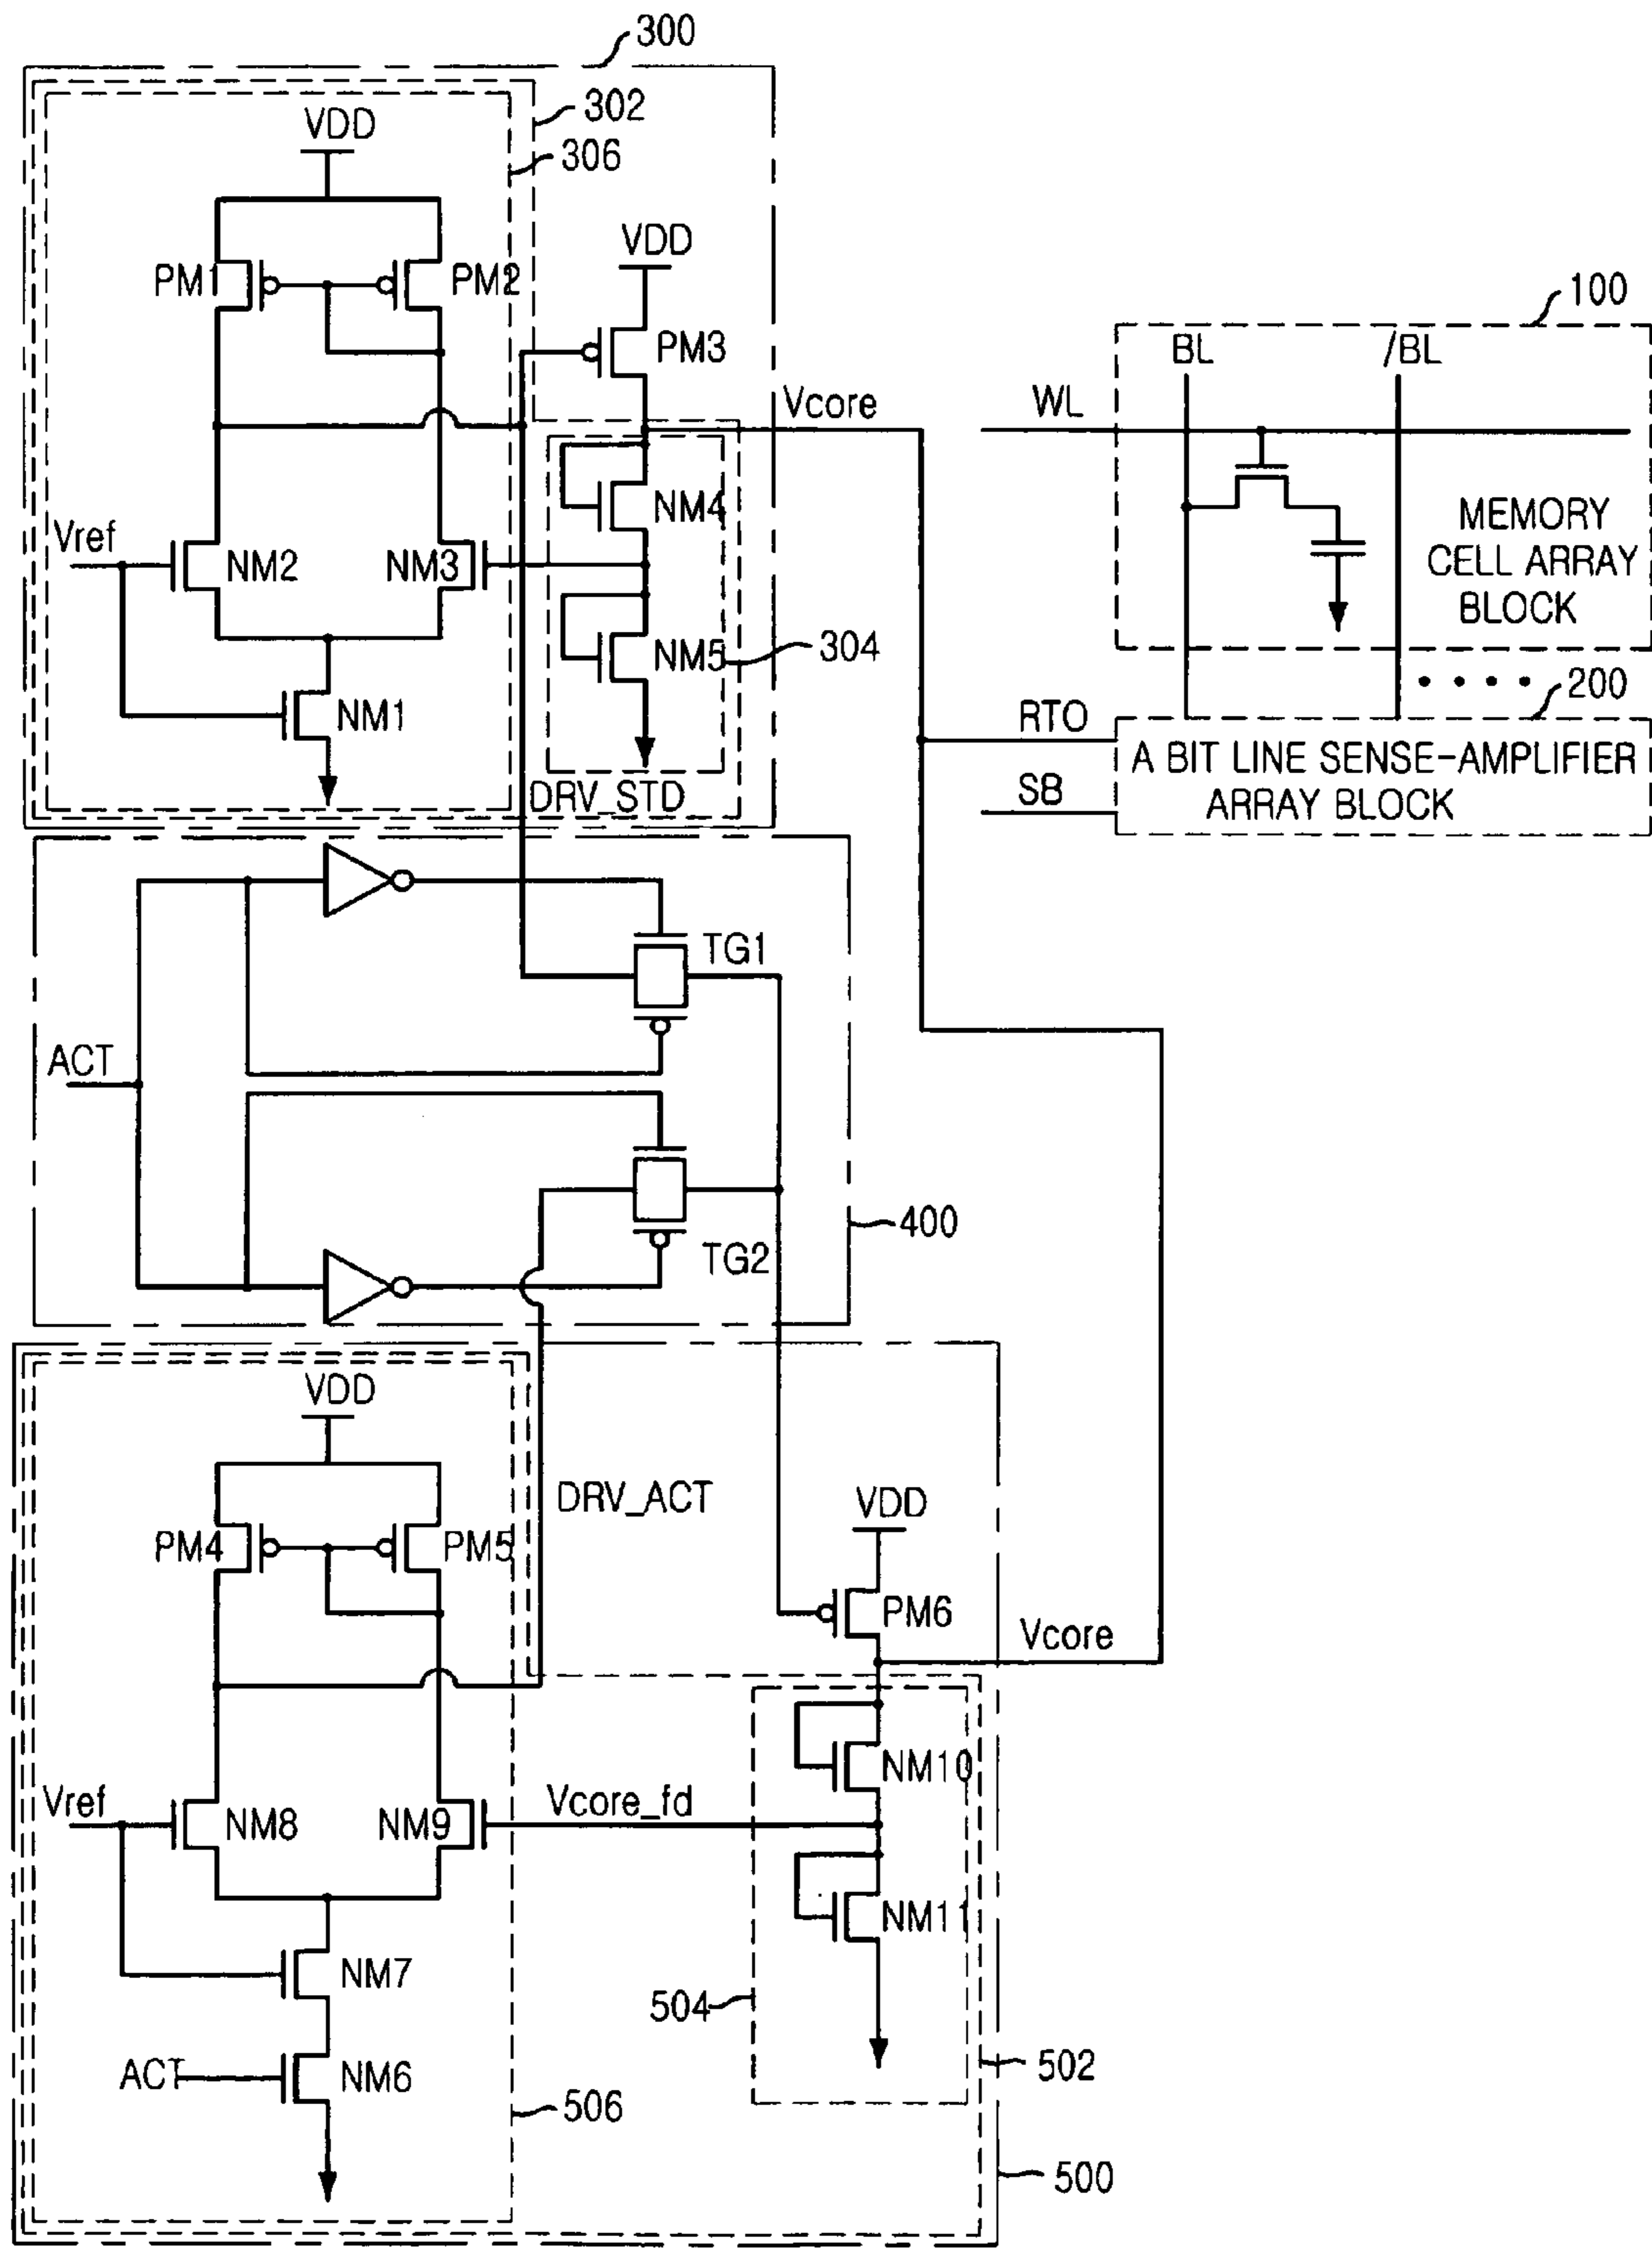 300
302
VDD
306
VDD
PM1
PM2
PM3
100
BL
/BL
Vcore
WL
NM4
MEMORY
CELL ARRAY
BLOCK
Vref
NM2
NM3
NM5
304
200
NM1
RTO
A BIT LINE SENSE-AMPLIFIER
ARRAY BLOCK
DRV_STD
SB
TG1
ACT
400
TG2
VDD
DRV_ACT
VDD
PM4
PM5
PM6
Vcore
NM10
Vref
NM8
NM9
Vcore_fd
NM11
NM7
504
502
ACT
NM6
506
500